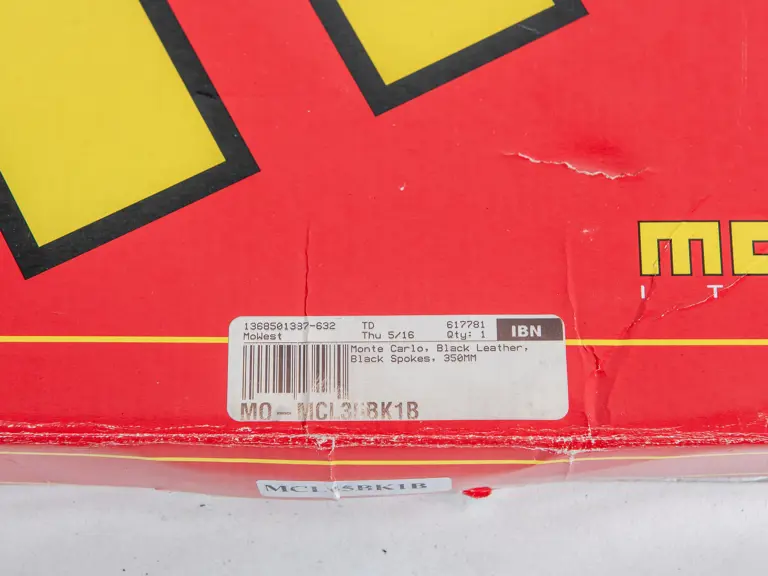 MO
I T
1368501337-632 TD 617781
MoWest Thu 5/16 Qty: 1 IBN
Monte Carlo, Black Leather,
Black Spokes, 350MM
MO-MCL35BK1B
MCL35BK1B